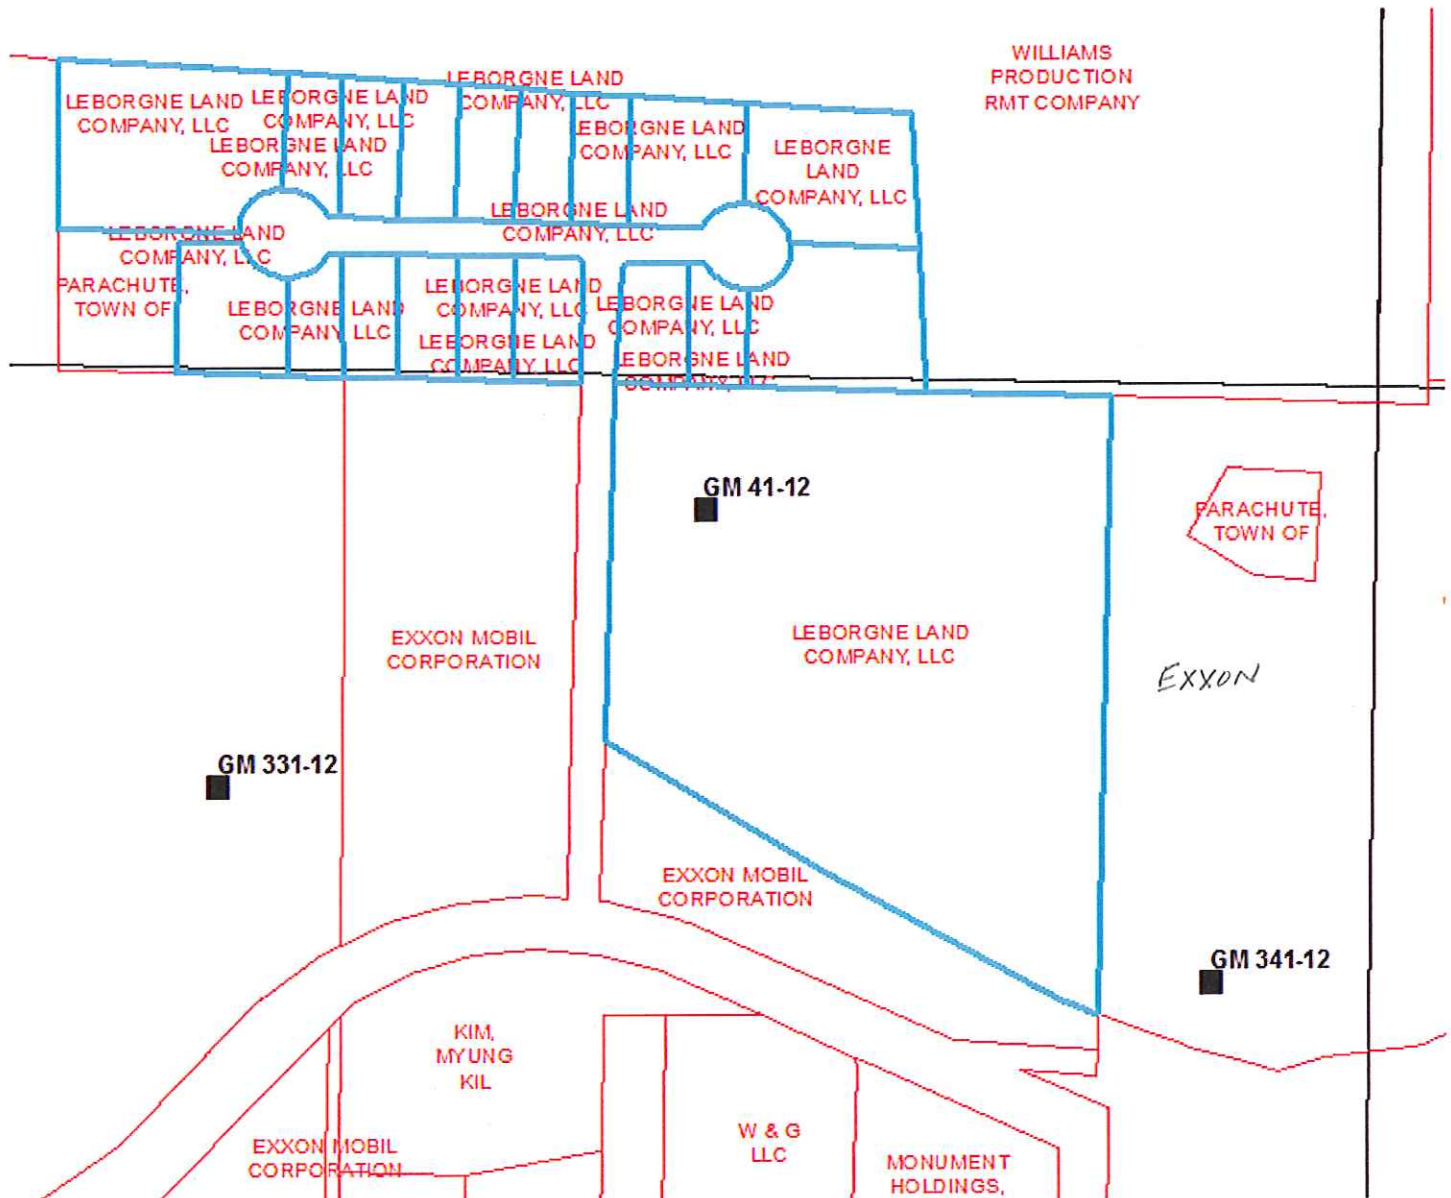 WILLIAMS
PRODUCTION
RMT COMPANY
LEBORGNE LAND
COMPANY, LLC
LEBORGNE LAND
COMPANY, LLC
LEBORGNE LAND
COMPANY, LLC
LEBORGNE LAND
COMPANY, LLC
LEBORGNE LAND
COMPANY, LLC
LEBORGNE
LAND
COMPANY, LLC
LEBORGNE LAND
COMPANY, LLC
LEBORGNE LAND
COMPANY, LLC
PARACHUTE,
TOWN OF
LEBORGNE LAND
COMPANY, LLC
LEBORGNE LAND
COMPANY, LLC
LEBORGNE LAND
COMPANY, LLC
LEBORGNE LAND
COMPANY, LLC
LEBORGNE LAND
COMPANY, LLC
GM 41-12
PARACHUTE,
TOWN OF
EXXON MOBIL
CORPORATION
LEBORGNE LAND
COMPANY, LLC
EXXON
GM 331-12
EXXON MOBIL
CORPORATION
GM 341-12
KIM,
MYUNG
KIL
EXXON MOBIL
CORPORATION
W & G
LLC
MONUMENT
HOLDINGS,